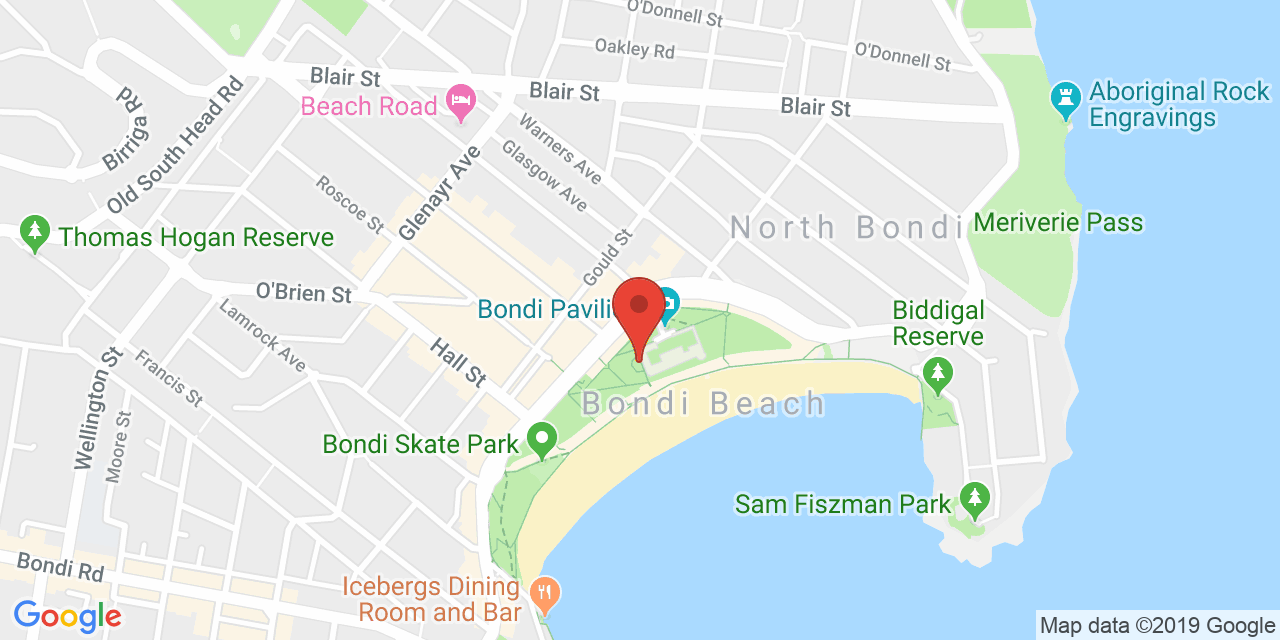 O'Donnell St
Oakley Rd
O'Donnell St
Blair St
Blair St
Blair St
Beach Road
Aboriginal Rock
Engravings
Birriga Rd
Old South Head Rd
Warners Ave
Glasgow Ave
Glenayr Ave
Roscoe St
Thomas Hogan Reserve
Gould St
North Bondi
Meriverie Pass
O'Brien St
Lamrock Ave
Bondi Pavili
Biddigal
Reserve
Francis St
Hall St
Wellington St
Moore St
Bondi Beach
Bondi Skate Park
Sam Fiszman Park
Bondi Rd
Icebergs Dining
Room and Bar
Google
Map data ©2019 Google